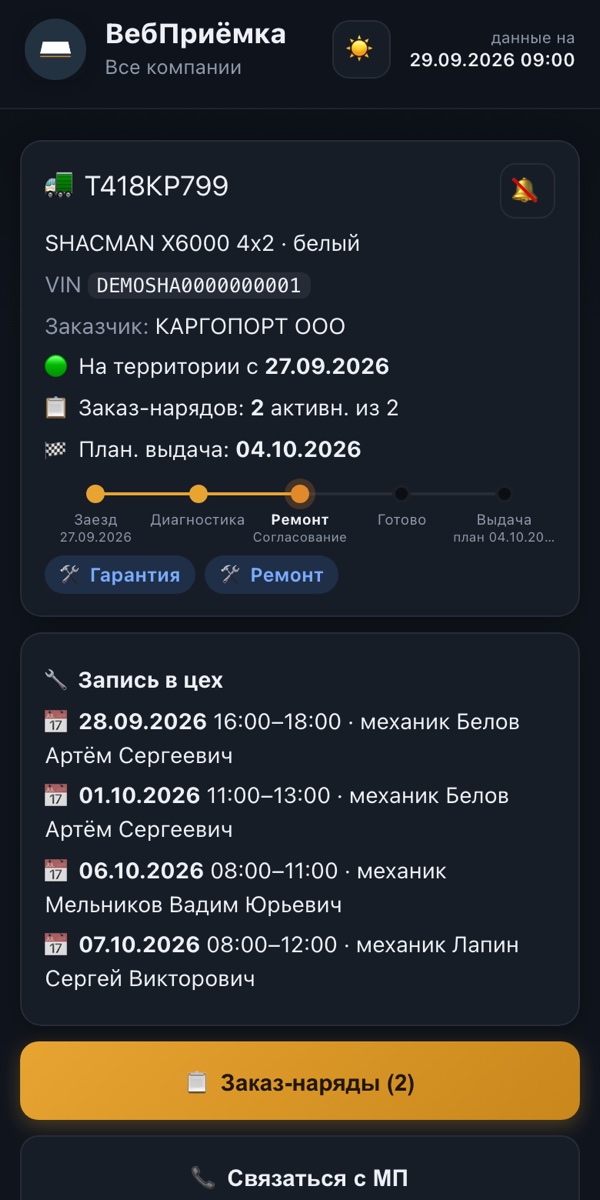 ВебПриёмка
Все компании
данные на
29.09.2026 09:00
Т418КР799
SHACMAN X6000 4x2 · белый
VIN DEMOSHA0000000001
Заказчик: КАРГОПОРТ ООО
На территории с 27.09.2026
Заказ-нарядов: 2 активн. из 2
План. выдача: 04.10.2026
Заезд
27.09.2026
Диагностика
Ремонт
Согласование
Готово
Выдача
план 04.10.20…
Гарантия
Ремонт
Запись в цех
28.09.2026 16:00–18:00 · механик Белов
Артём Сергеевич
01.10.2026 11:00–13:00 · механик Белов
Артём Сергеевич
06.10.2026 08:00–11:00 · механик
Мельников Вадим Юрьевич
07.10.2026 08:00–12:00 · механик Лапин
Сергей Викторович
Заказ-наряды (2)
Связаться с МП